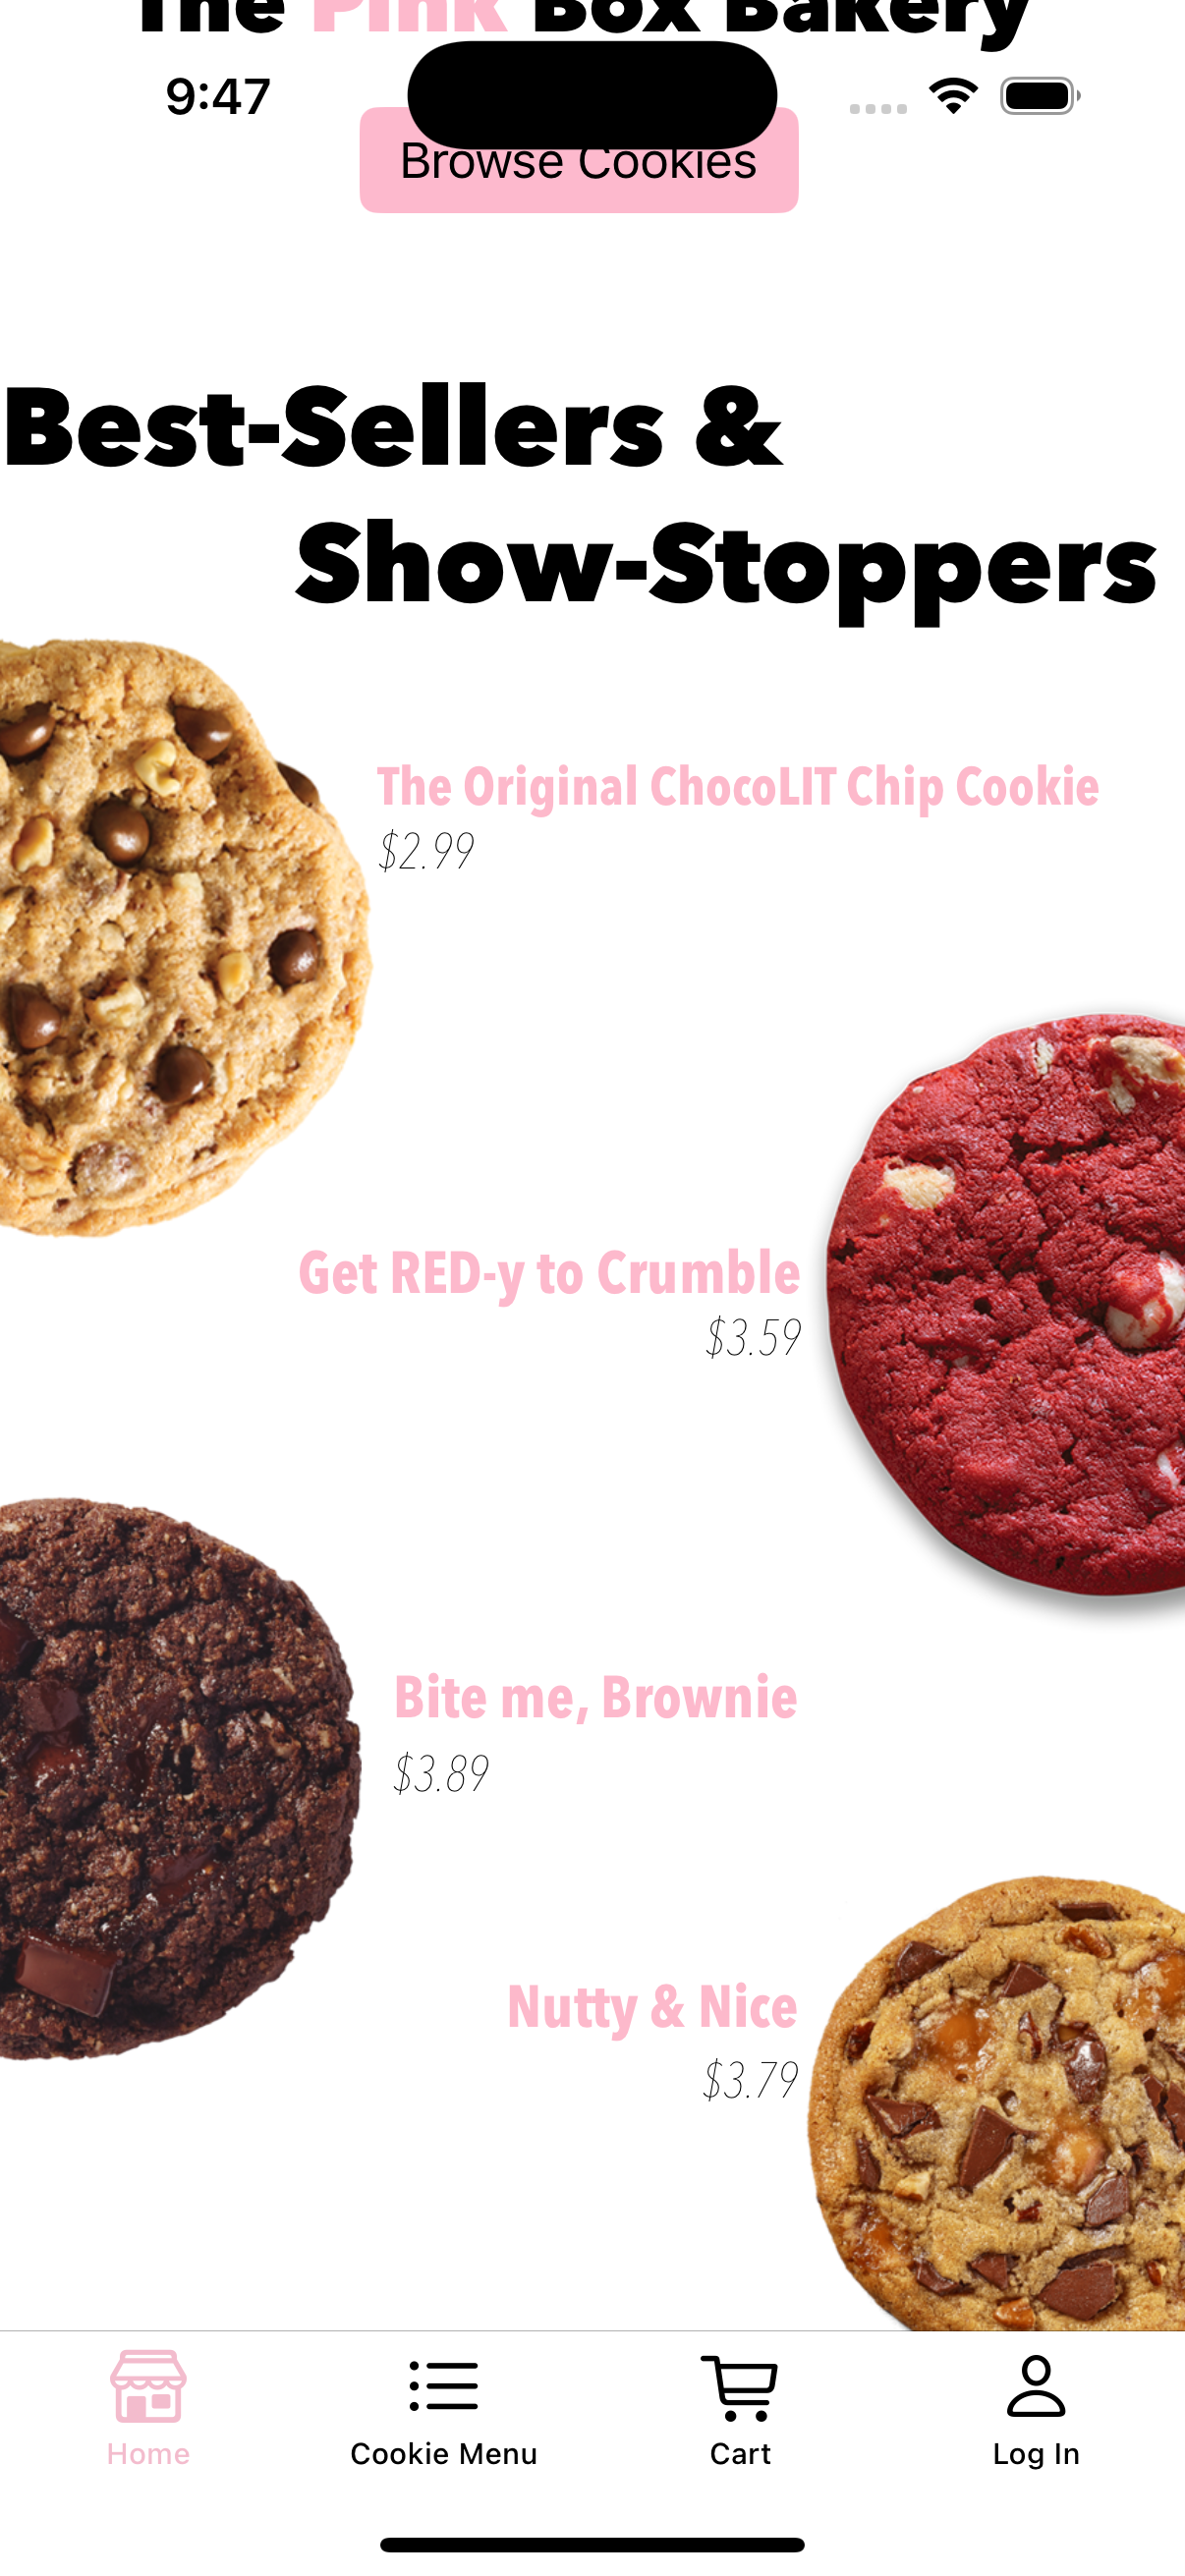 The Pink Box Bakery
9:47
Browse Cookies
Best-Sellers &
Show-Stoppers
The Original ChocoLIT Chip Cookie
$2.99
Get RED-y to Crumble
$3.59
Bite me, Brownie
$3.89
Nutty & Nice
$3.79
Home
Cookie Menu
Cart
Log In